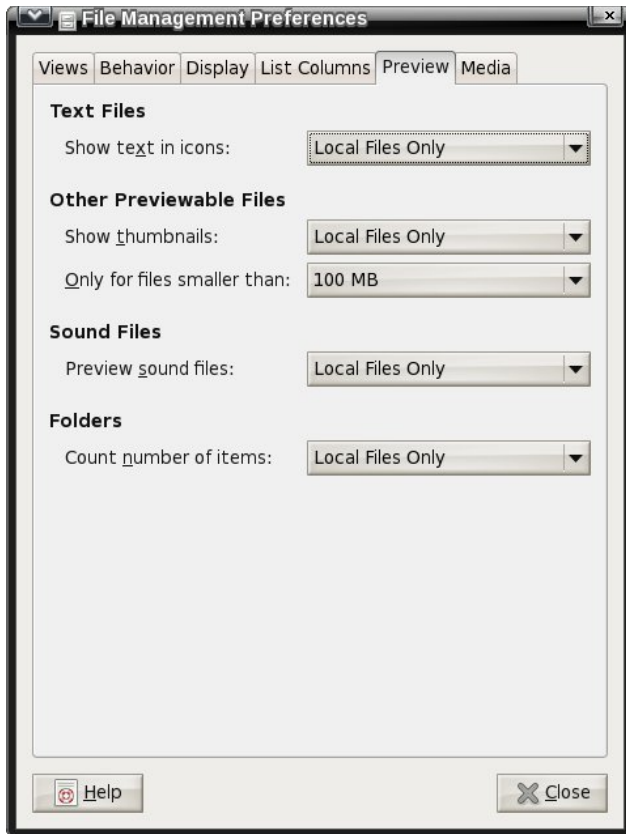 File Management Preferences
Views Behavior Display List Columns Preview Media
Text Files
Show text in icons: Local Files Only
Other Previewable Files
Show thumbnails: Local Files Only
Only for files smaller than: 100 MB
Sound Files
Preview sound files: Local Files Only
Folders
Count number of items: Local Files Only
Help Close